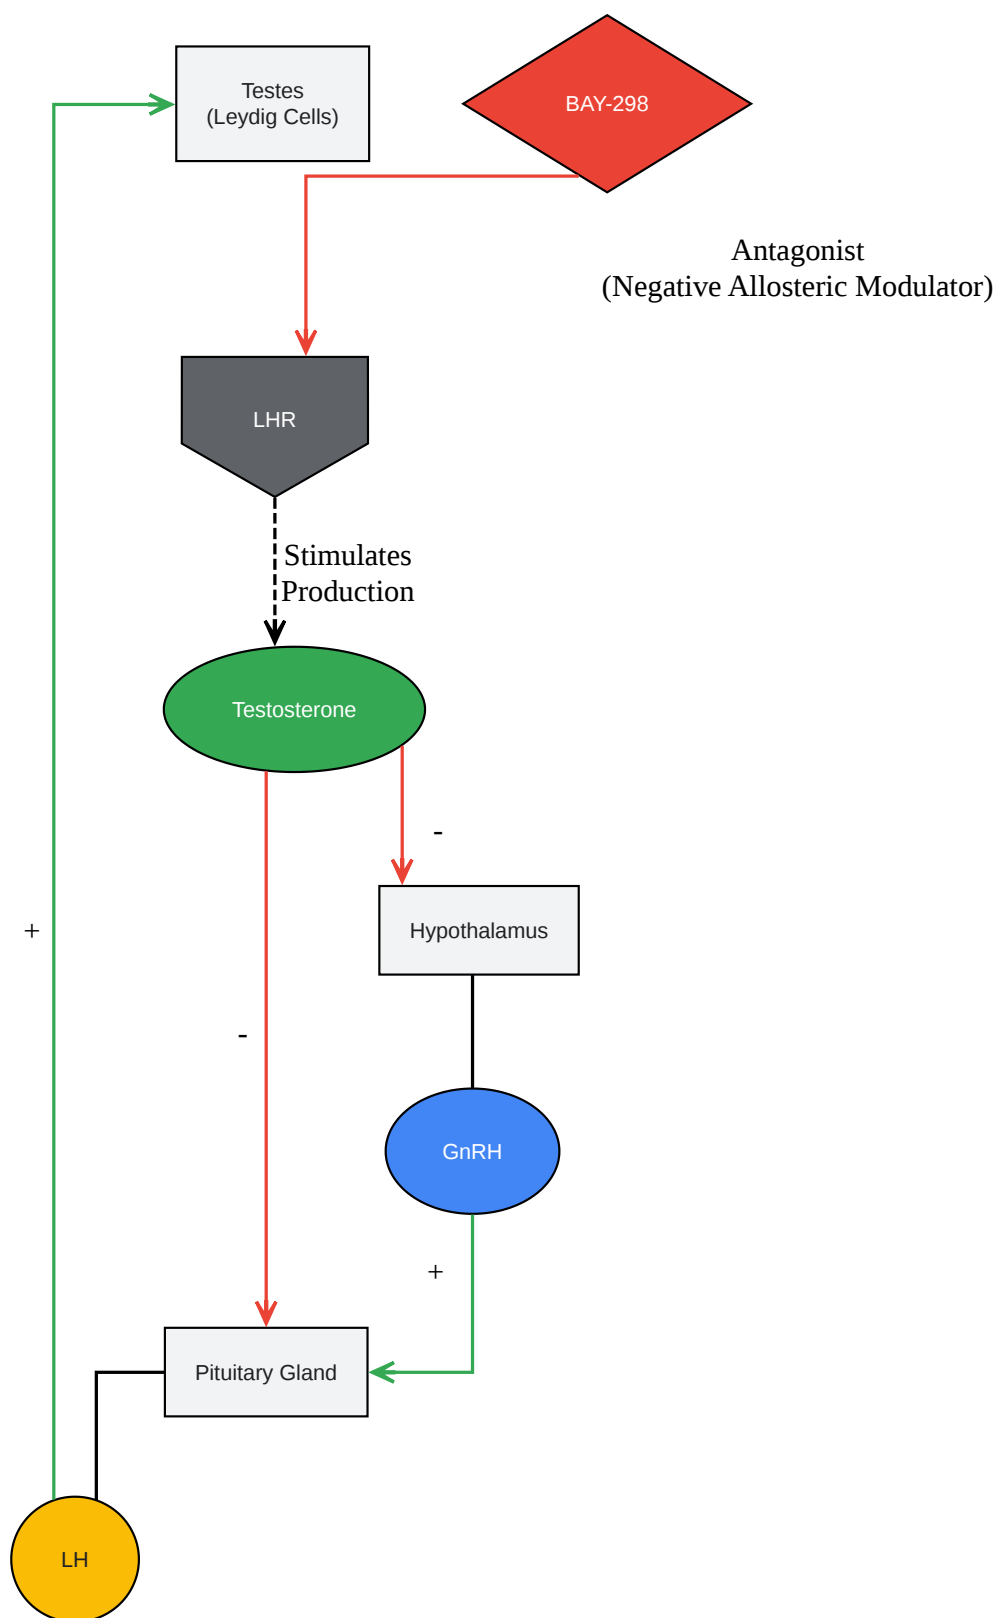 Testes
(Leydig Cells)
BAY-298
Antagonist
(Negative Allosteric Modulator)
LHR
Stimulates
Production
Testosterone
-
+
Hypothalamus
-
GnRH
+
Pituitary Gland
LH